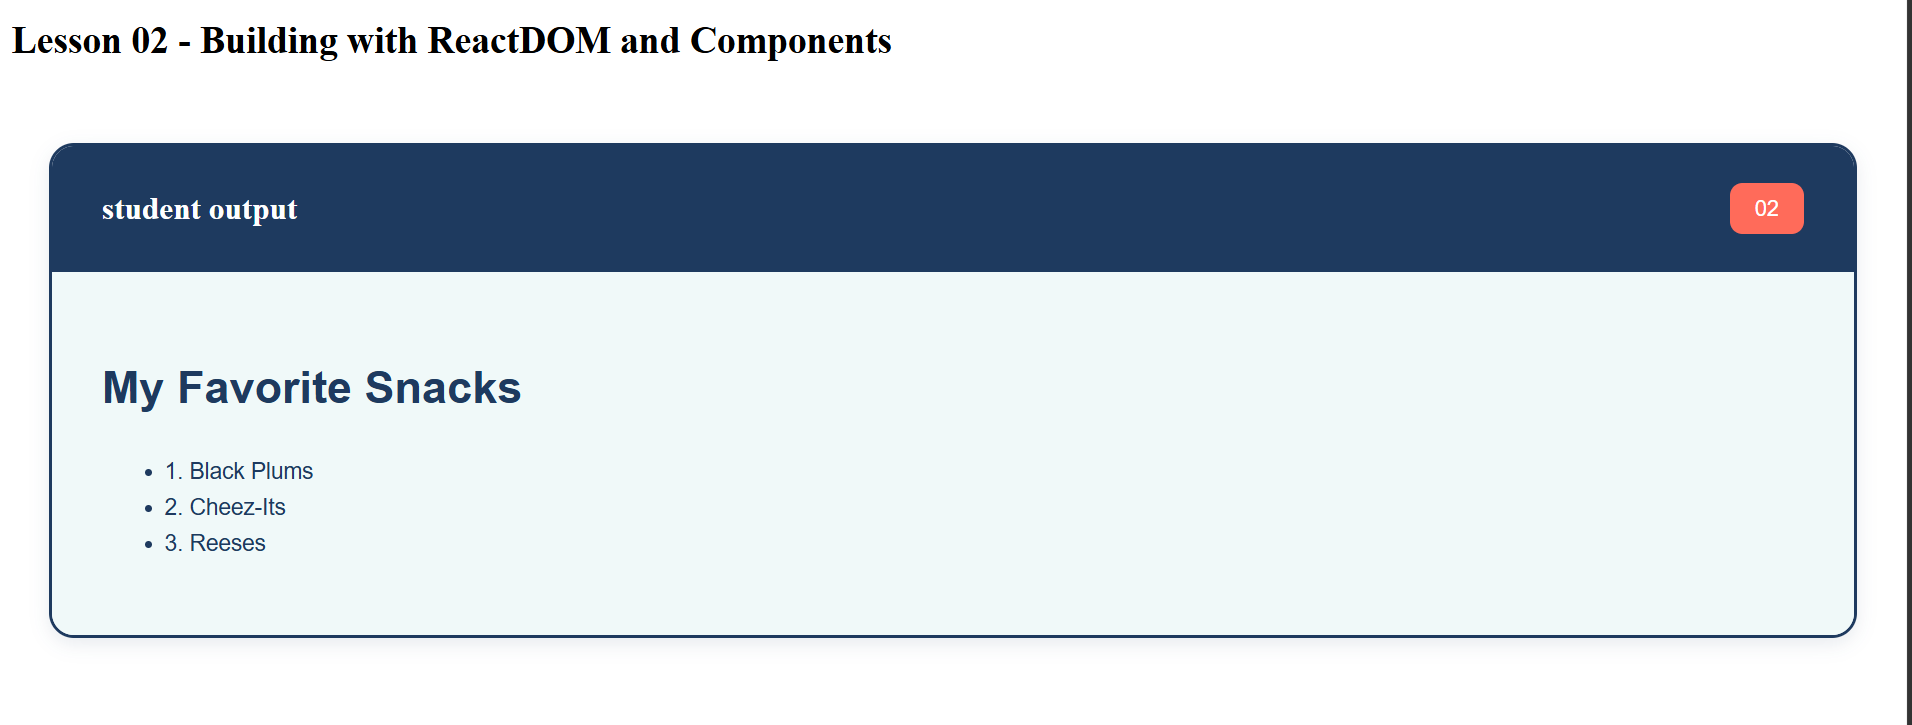 Lesson 02 - Building with ReactDOM and Components
student output
02
My Favorite Snacks
• 1. Black Plums
• 2. Cheez-Its
• 3. Reeses